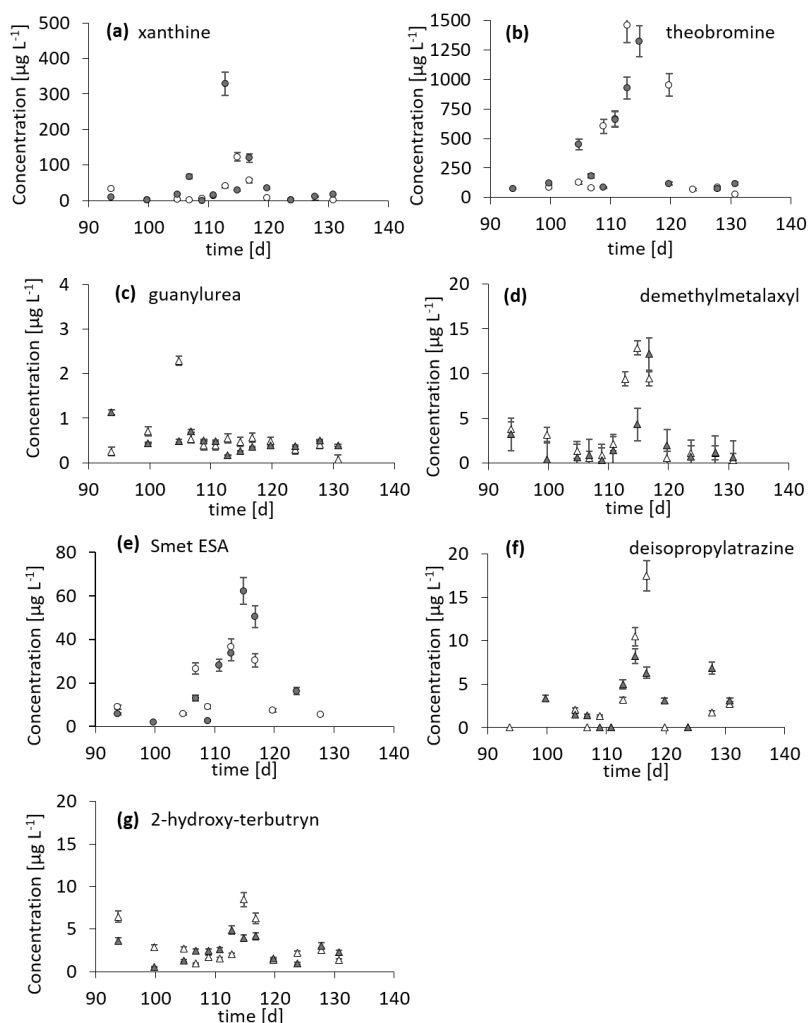 (a) xanthine
Concentration [µg L-1]
500
400
300
200
100
0
90 100 110 120 130 140
time [d]
(b) theobromine
Concentration [µg L-1]
1500
1250
1000
750
500
250
0
90 100 110 120 130 140
time [d]
(c) guanylurea
Concentration [µg L-1]
4
3
2
1
0
90 100 110 120 130 140
time [d]
(d) demethylmetalaxyl
Concentration [µg L-1]
20
15
10
5
0
90 100 110 120 130 140
time [d]
(e) Smet ESA
Concentration [µg L-1]
80
60
40
20
0
90 100 110 120 130 140
time [d]
(f) deisopropylatrazine
Concentration [µg L-1]
20
15
10
5
0
90 100 110 120 130 140
time [d]
(g) 2-hydroxy-terbutryn
Concentration [µg L-1]
20
15
10
5
0
90 100 110 120 130 140
time [d]